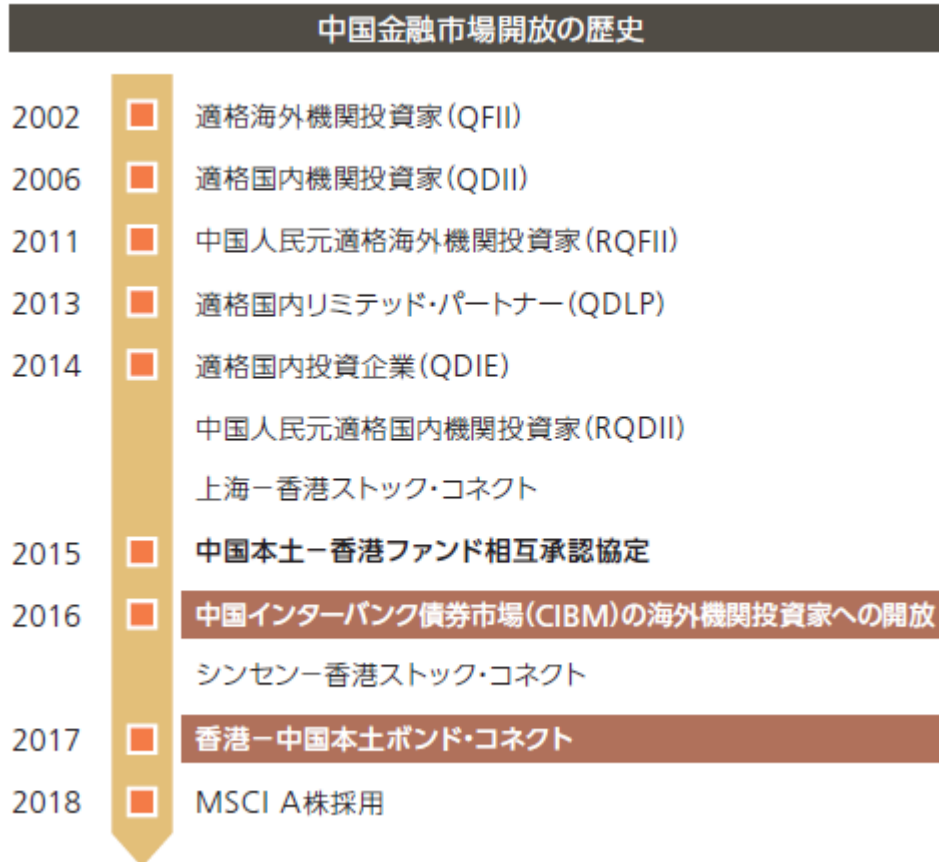 中国金融市場開放の歴史
2002 適格海外機関投資家(QFII)
2006 適格国内機関投資家(QDII)
2011 中国人民元適格海外機関投資家(RQFII)
2013 適格国内リミテッド・パートナー(QDLP)
2014 適格国内投資企業(QDIE)
中国人民元適格国内機関投資家(RQDII)
上海－香港ストック・コネクト
2015 中国本土－香港ファンド相互承認協定
2016 中国インターバンク債券市場(CIBM)の海外機関投資家への開放
シンセン－香港ストック・コネクト
2017 香港－中国本土ボンド・コネクト
2018 MSCI A株採用